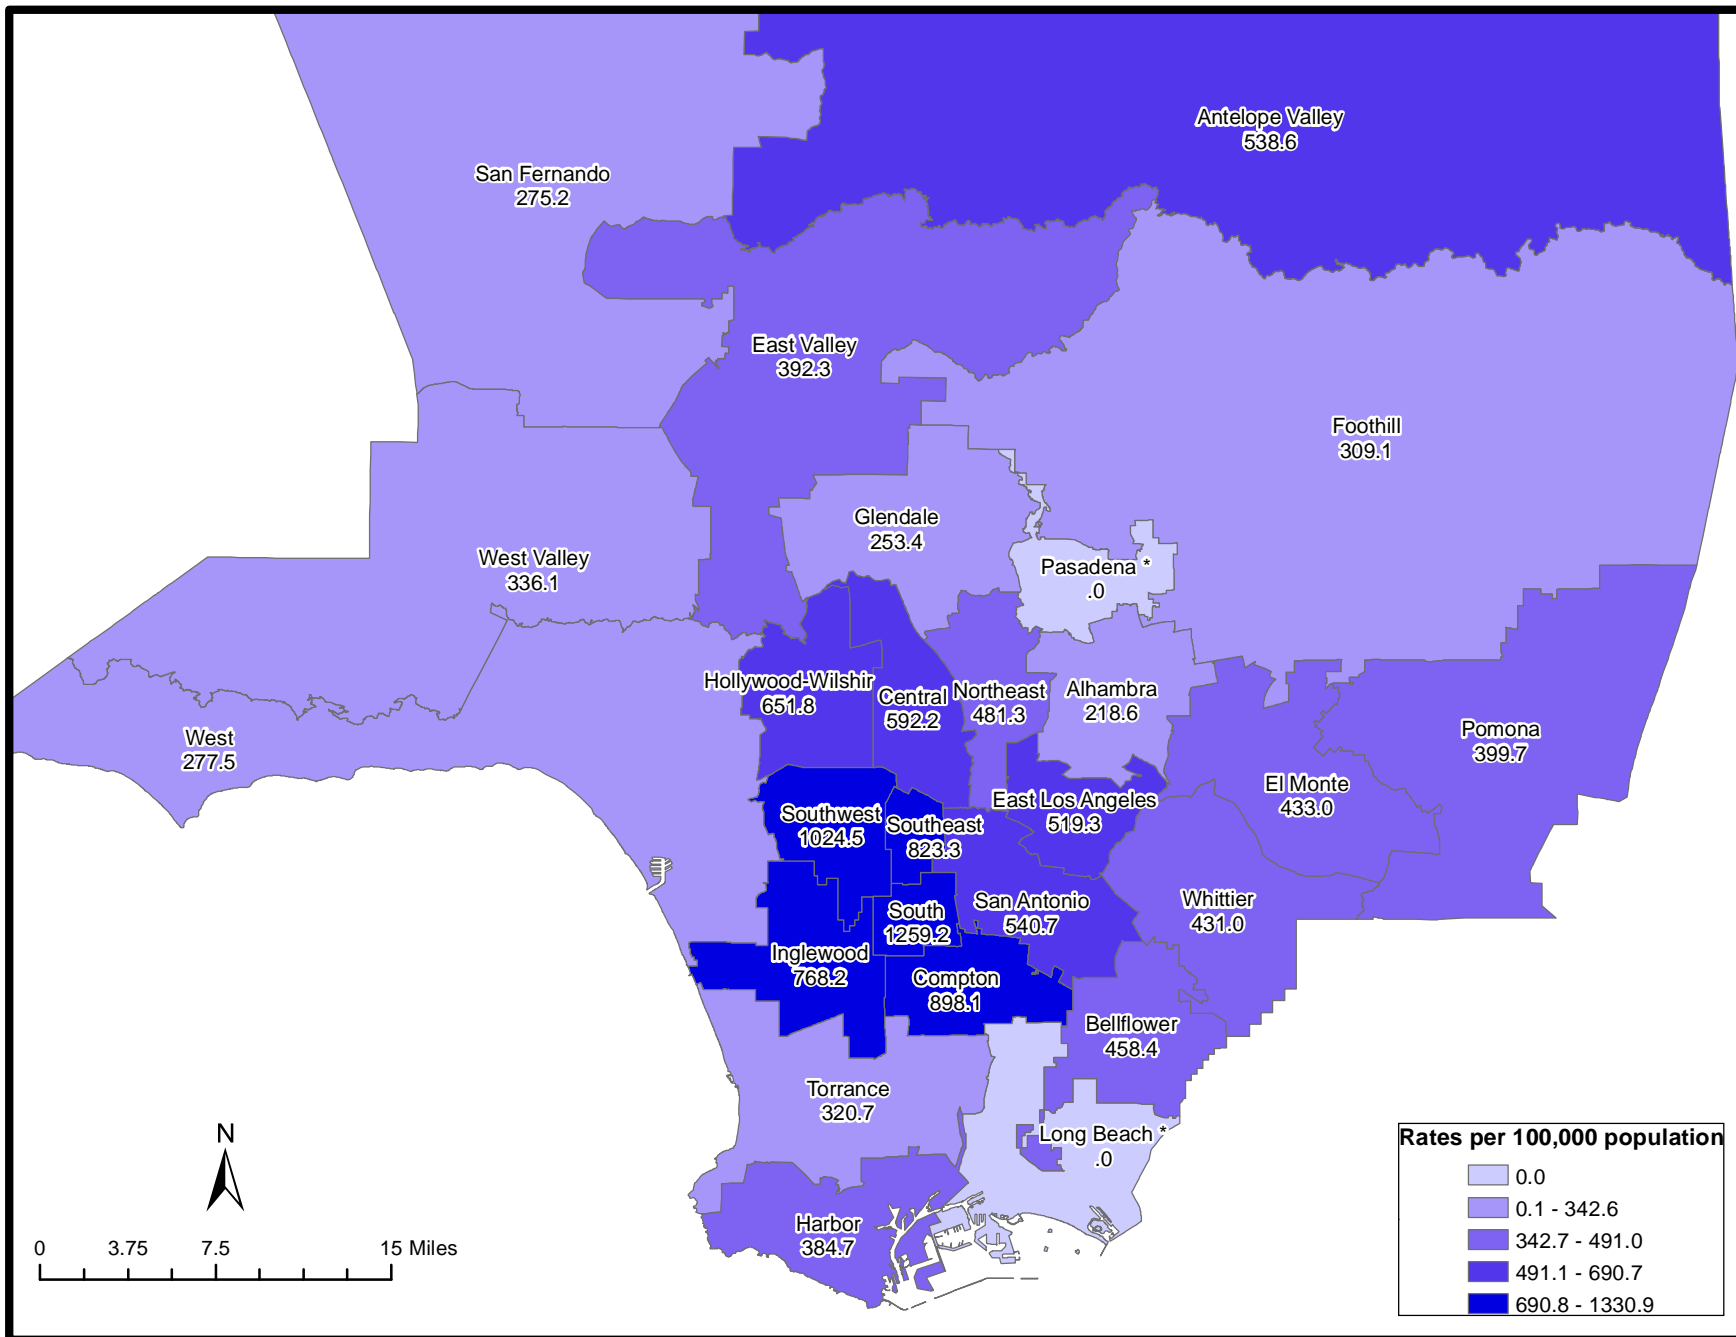 Antelope Valley
538.6
San Fernando
275.2
East Valley
392.3
Foothill
309.1
Glendale
253.4
West Valley
336.1
Pasadena *
.0
Hollywood-Wilshir
651.8
Central
592.2
Northeast
481.3
Alhambra
218.6
West
277.5
Pomona
399.7
El Monte
433.0
East Los Angeles
519.3
Southwest
1024.5
Southeast
823.3
San Antonio
540.7
Whittier
431.0
South
1259.2
Inglewood
768.2
Compton
898.1
Bellflower
458.4
Torrance
320.7
Long Beach *
.0
Harbor
384.7
N
0 3.75 7.5 15 Miles
Rates per 100,000 population
0.0
0.1 - 342.6
342.7 - 491.0
491.1 - 690.7
690.8 - 1330.9